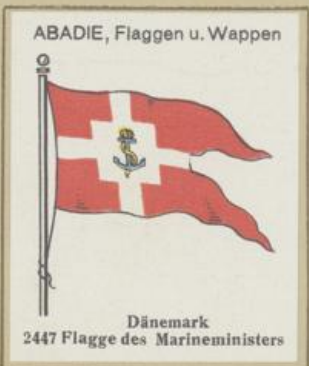 ABADIE, Flaggen u. Wappen
Dänemark
2447 Flagge des Marineministers